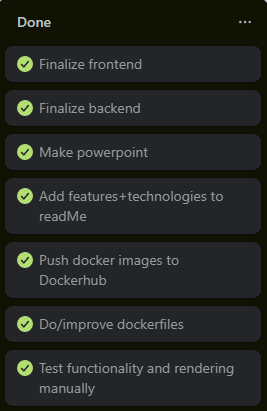 Done
Finalize frontend
Finalize backend
Make powerpoint
Add features+technologies to
readMe
Push docker images to
Dockerhub
Do/improve dockerfiles
Test functionality and rendering
manually